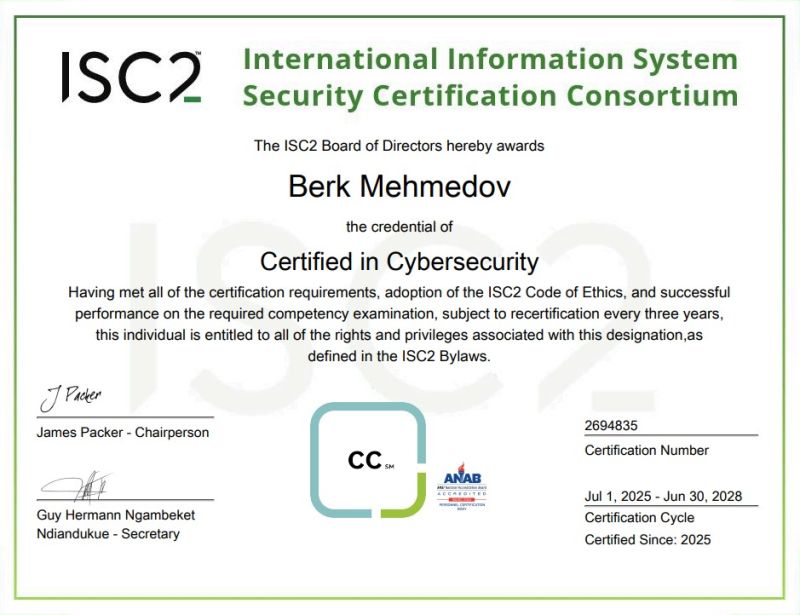 ISC2™
International Information System
Security Certification Consortium
The ISC2 Board of Directors hereby awards
Berk Mehmedov
the credential of
Certified in Cybersecurity
Having met all of the certification requirements, adoption of the ISC2 Code of Ethics, and successful
performance on the required competency examination, subject to recertification every three years,
this individual is entitled to all of the rights and privileges associated with this designation,as
defined in the ISC2 Bylaws.
J Packer
James Packer - Chairperson
Guy Hermann Ngambeket
Ndiandukue - Secretary
CC SM
ANAB
ACCREDITED
PERSONNEL CERTIFICATION
BODY
2694835
Certification Number
Jul 1, 2025 - Jun 30, 2028
Certification Cycle
Certified Since: 2025